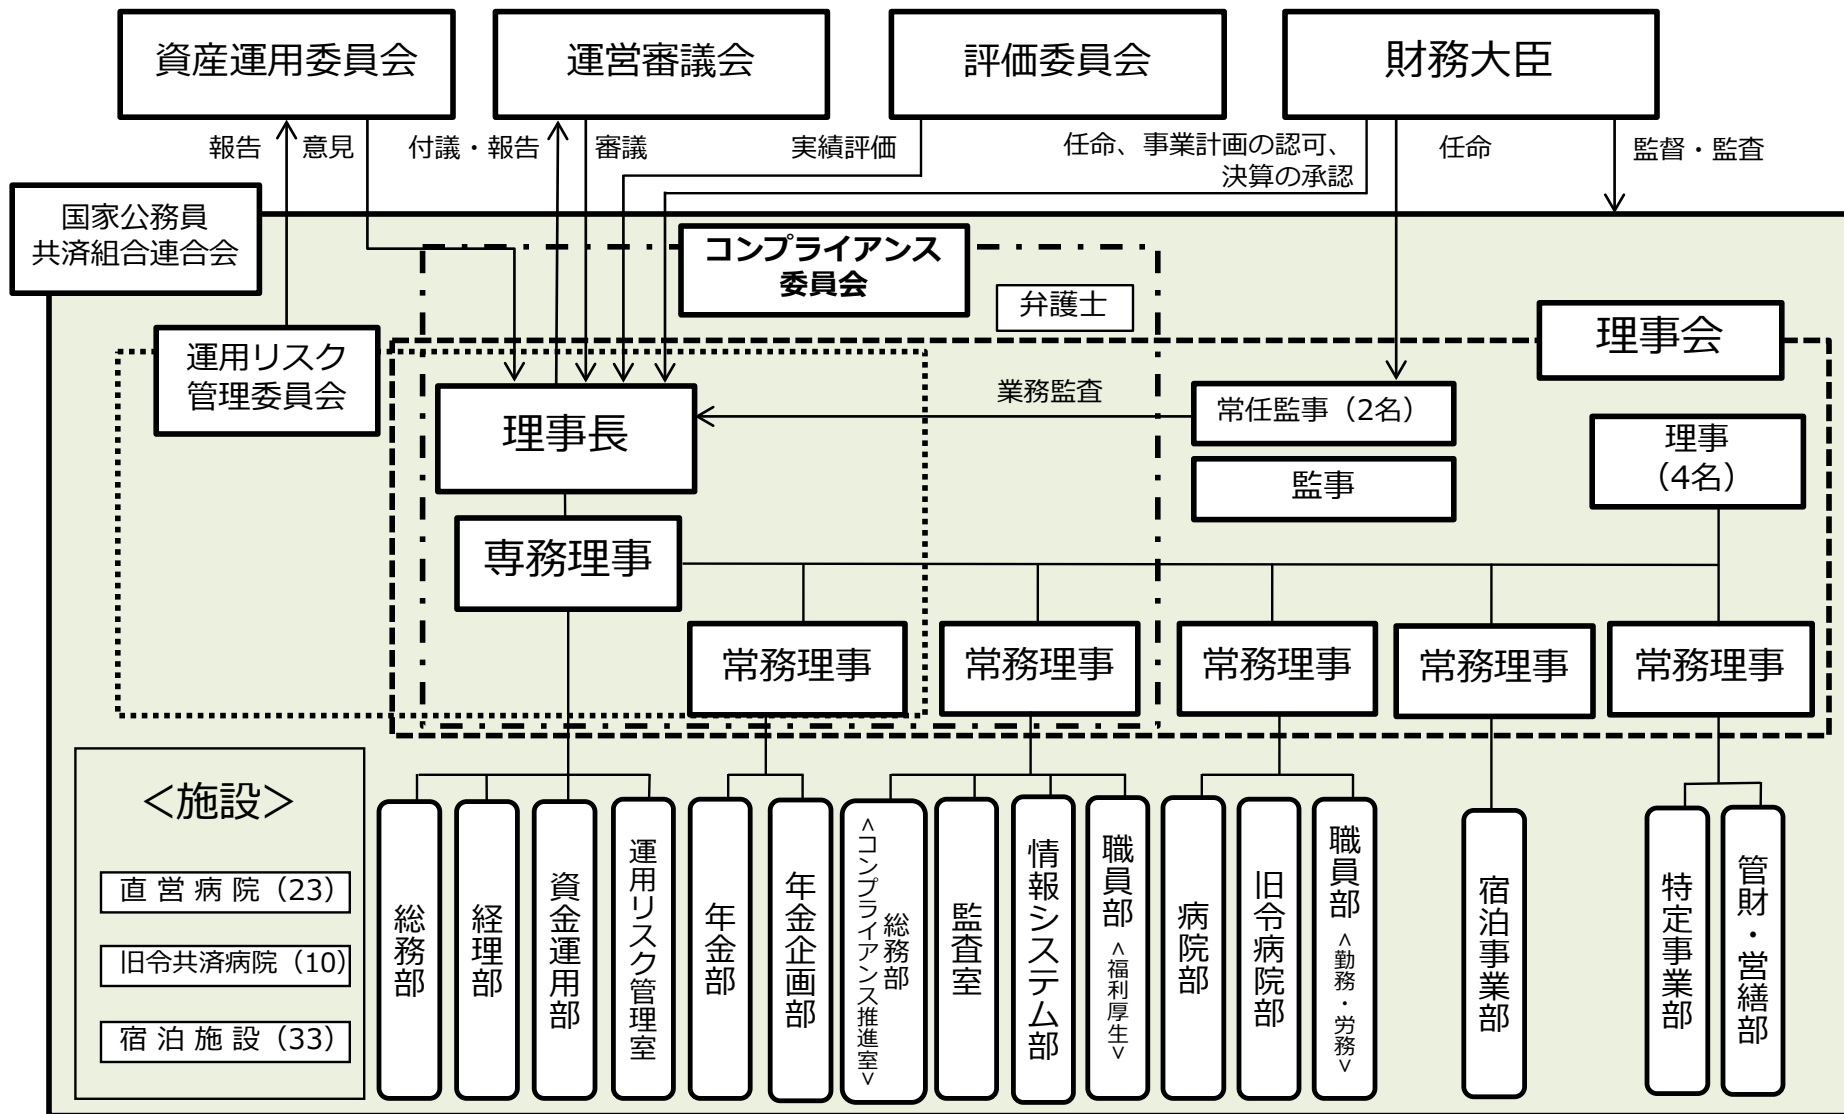 資産運用委員会
運営審議会
評価委員会
財務大臣
報告
意見
付議・報告
審議
実績評価
任命、事業計画の認可、
決算の承認
任命
監督・監査
国家公務員
共済組合連合会
コンプライアンス
委員会
弁護士
理事会
運用リスク
管理委員会
理事長
業務監査
常任監事（2名）
監事
理事
（4名）
専務理事
常務理事
常務理事
常務理事
常務理事
常務理事
＜施設＞
直営病院（23）
旧令共済病院（10）
宿泊施設（33）
総務部
経理部
資金運用部
運用リスク管理室
年金部
年金企画部
総務部
＜コンプライアンス推進室＞
監査室
情報システム部
職員部＜福利厚生＞
病院部
旧令病院部
職員部＜勤務・労務＞
宿泊事業部
特定事業部
管財・営繕部